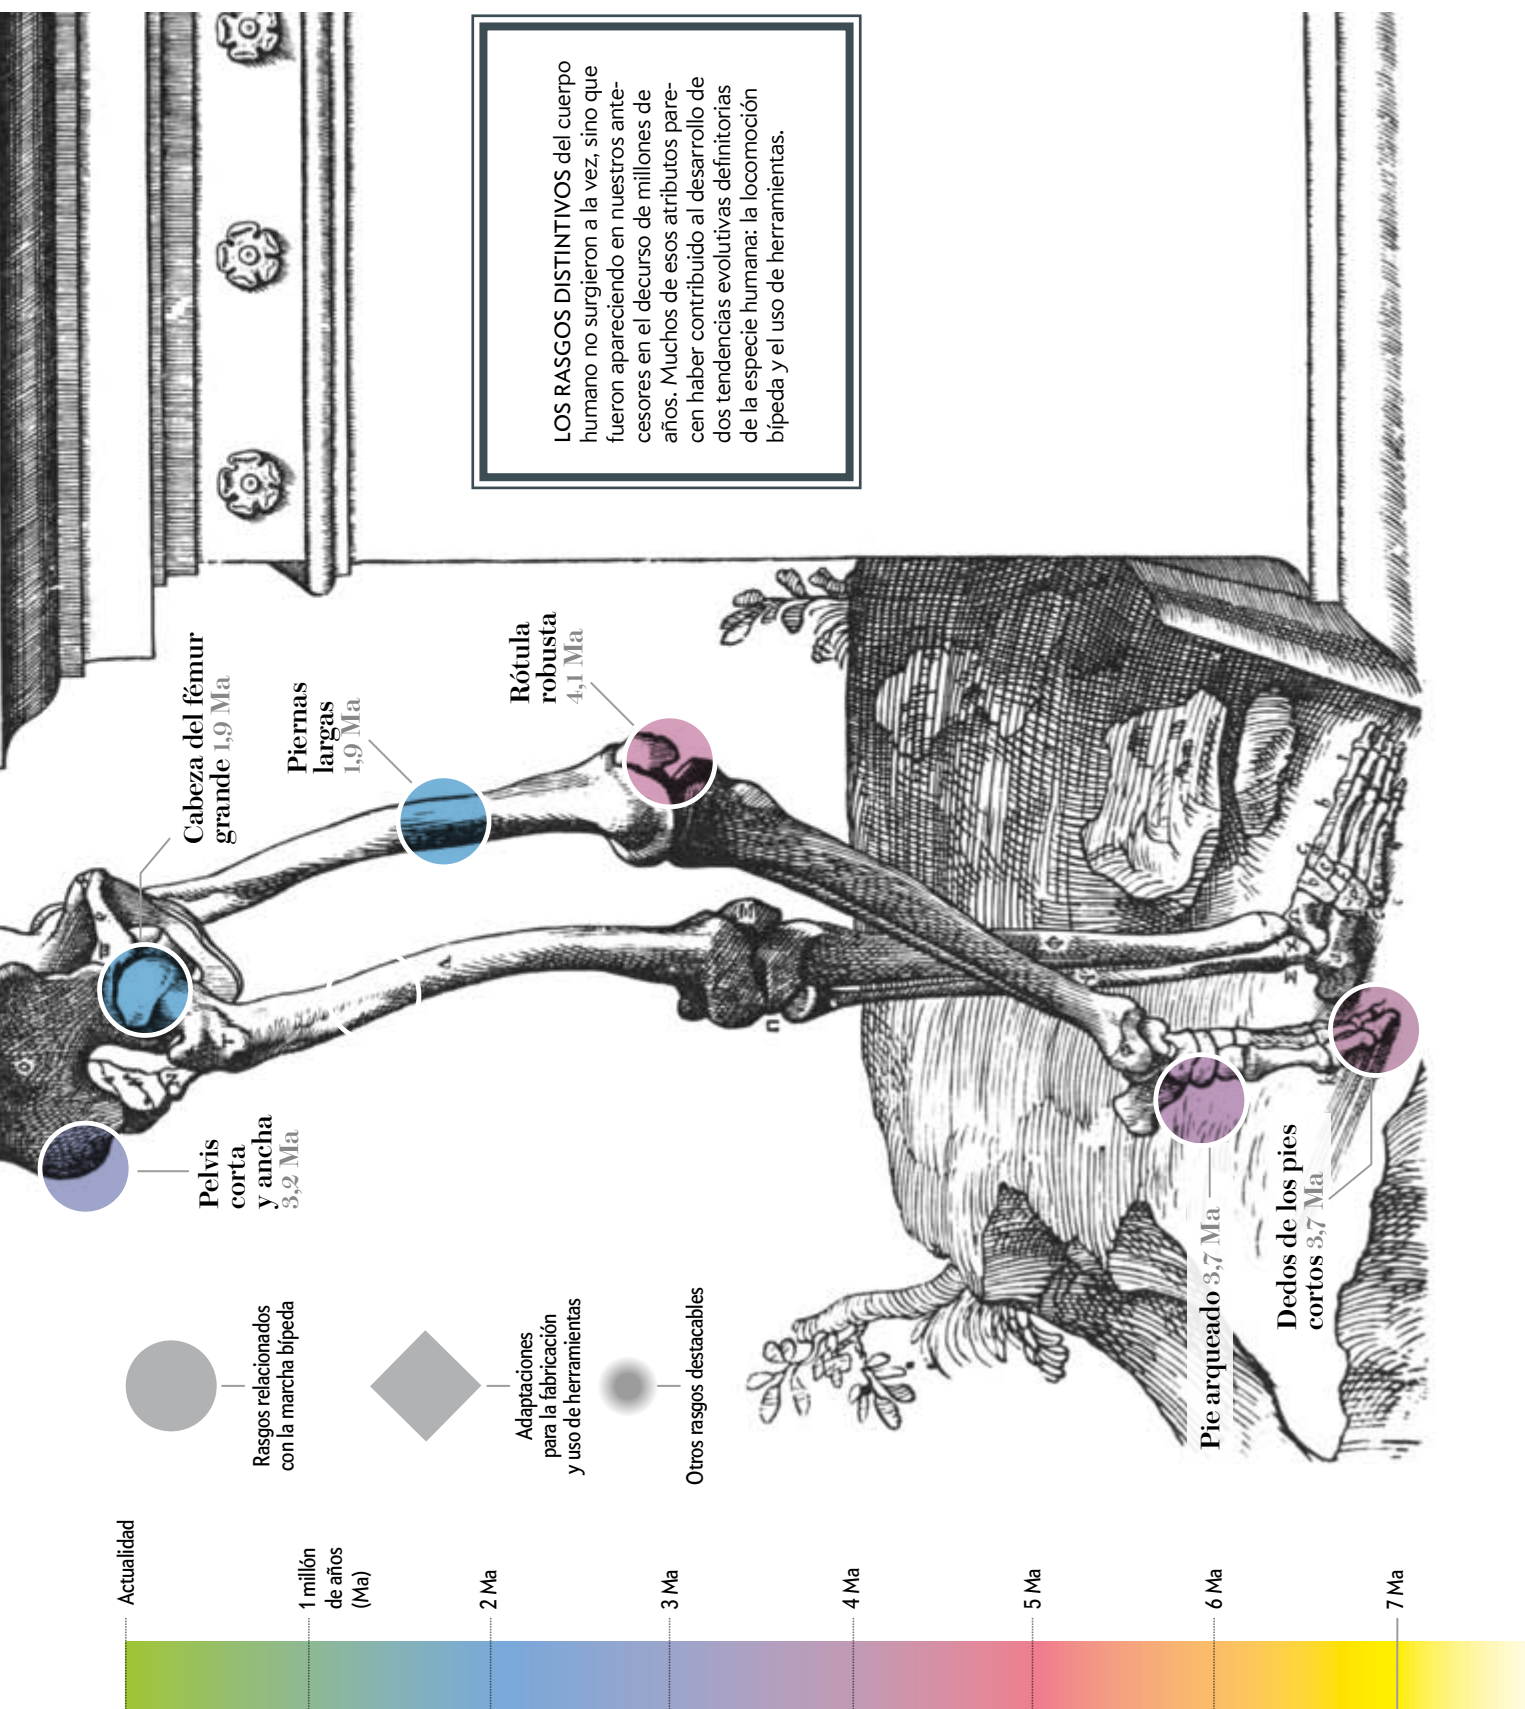 LOS RASGOS DISTINTIVOS del cuerpo
humano no surgieron a la vez, sino que
fueron apareciendo en nuestros ante-
cesores en el decurso de millones de
años. Muchos de esos atributos pare-
cen haber contribuido al desarrollo de
dos tendencias evolutivas definitorias
de la especie humana: la locomoción
bípeda y el uso de herramientas.
Cabeza del fémur
grande 1,9 Ma
Piernas
largas
1,9 Ma
Rótula
robusta
4,1 Ma
Pelvis
corta
y ancha
3,2 Ma
Pie arqueado 3,7 Ma
Dedos de los pies
cortos 3,7 Ma
Rasgos relacionados
con la marcha bípeda
Adaptaciones
para la fabricación
y uso de herramientas
Otros rasgos destacables
Actualidad
1 millón
de años
(Ma)
2 Ma
3 Ma
4 Ma
5 Ma
6 Ma
7 Ma